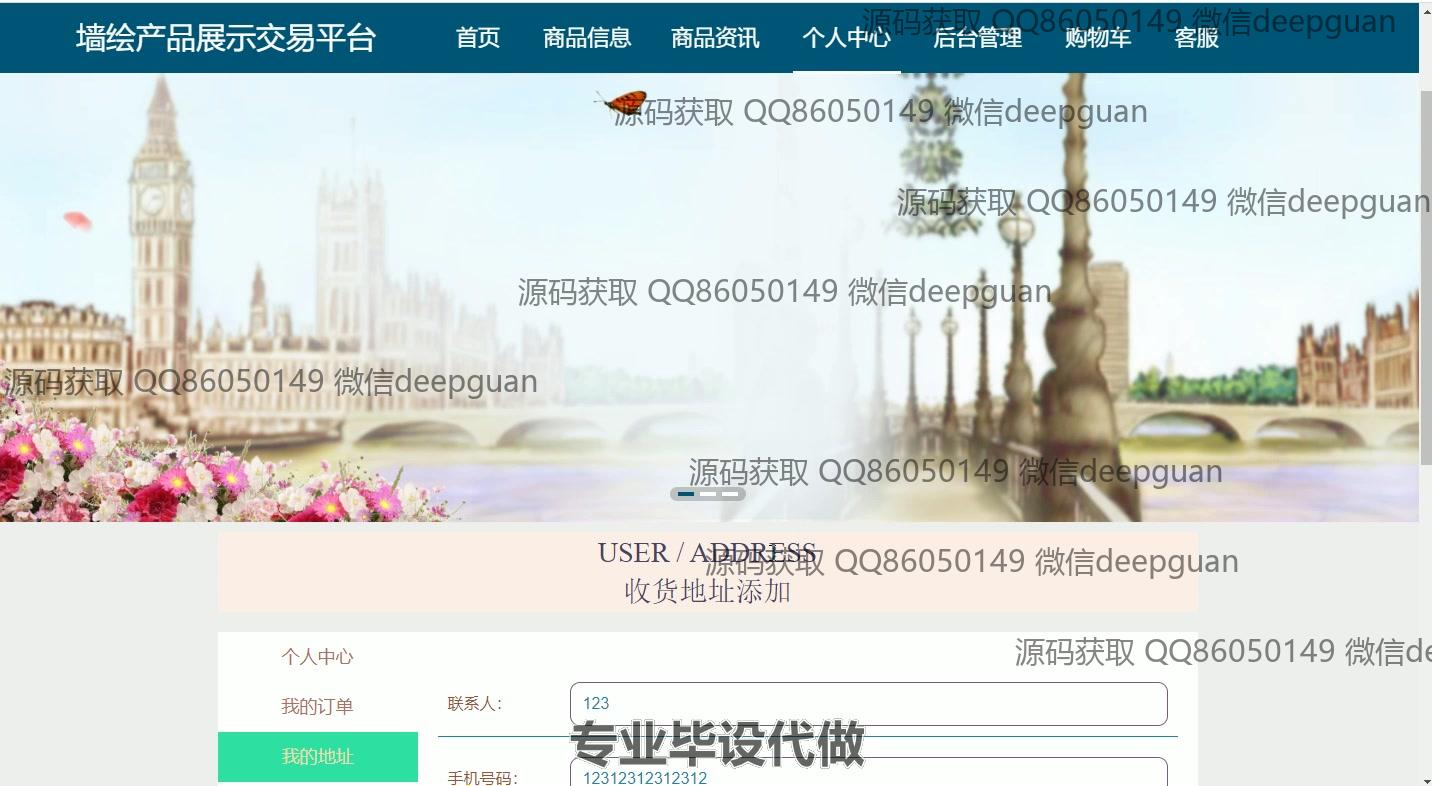 墙绘产品展示交易平台 首页 商品信息 商品资讯 个人中心 后台管理 购物车 客服
源码获取 QQ86050149 微信deepguan
源码获取 QQ86050149 微信deepguan
源码获取 QQ86050149 微信deepguan
源码获取 QQ86050149 微信deepguan
源码获取 QQ86050149 微信deepguan
源码获取 QQ86050149 微信deepguan
USER / ADDRESS
源码获取 QQ86050149 微信deepguan
收货地址添加
源码获取 QQ86050149 微信de
个人中心
我的订单
我的地址
联系人: 123
专业毕设代做
手机号码: 12312312312312